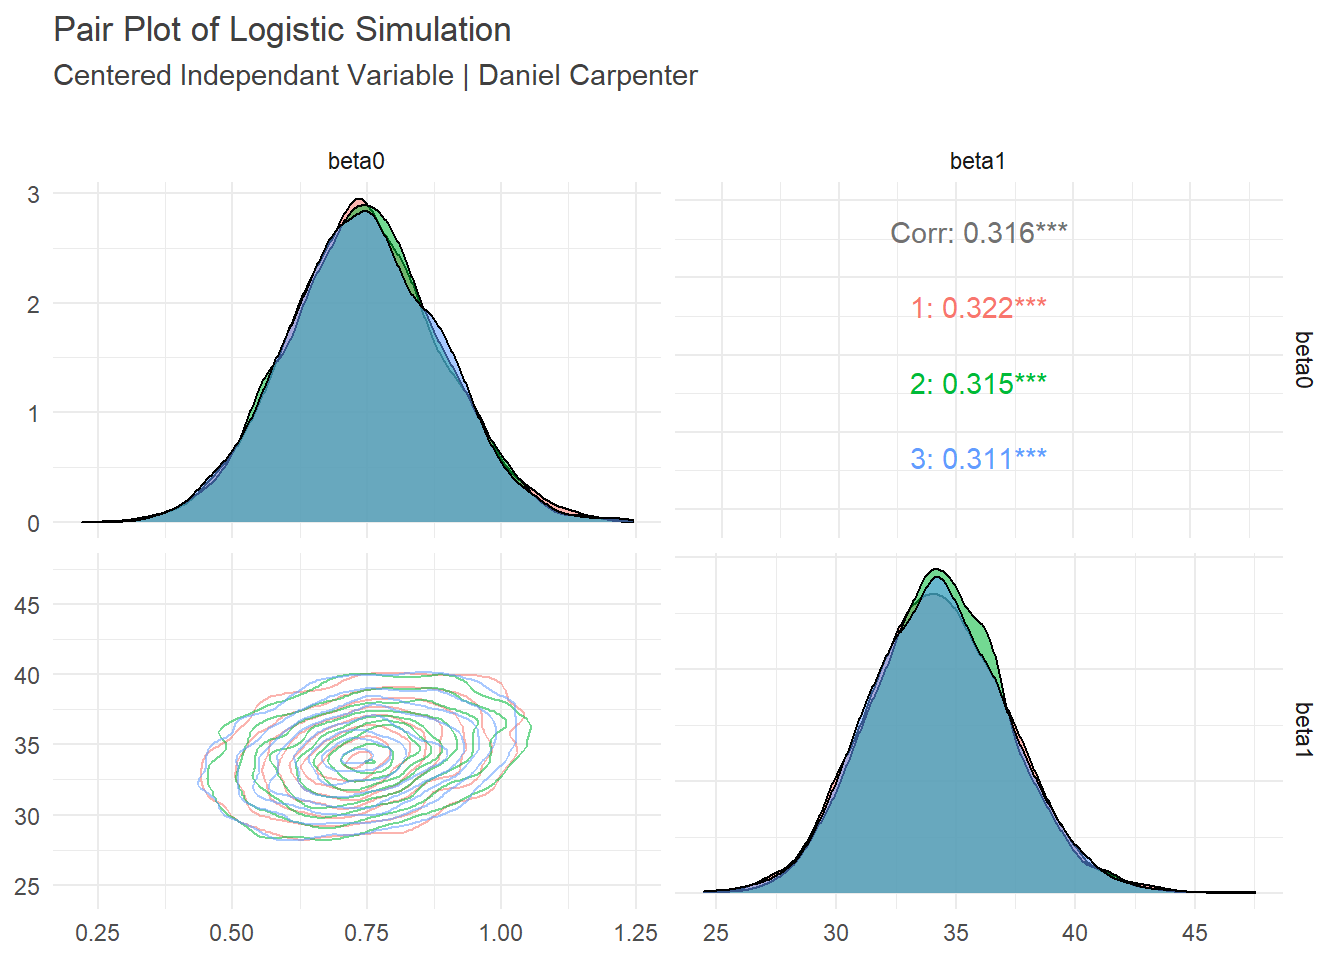 Pair Plot of Logistic Simulation
Centered Independant Variable | Daniel Carpenter
beta0
beta1
3
2
1
0
Corr: 0.316***
1: 0.322***
2: 0.315***
3: 0.311***
beta0
45
40
35
30
25
beta1
0.25 0.50 0.75 1.00 1.25
25 30 35 40 45